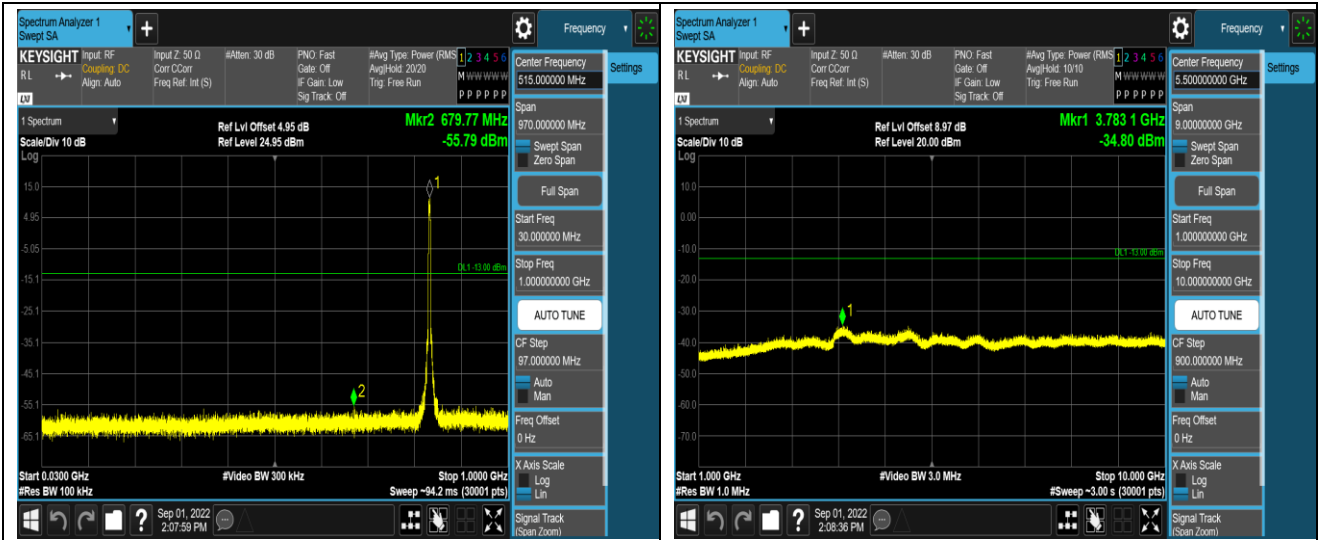 Spectrum Analyzer 1
Swept SA
Frequency
KEYSIGHT
Input: RF
Coupling: DC
Align: Auto
Input Z: 50 Ω
Corr CCorr
Freq Ref: Int (S)
#Atten: 30 dB
PNO: Fast
Gate: Off
IF Gain: Low
Sig Track: Off
#Avg Type: Power (RMS
Avg|Hold: 20/20
Trig: Free Run
1 2 3 4 5 6
M W W W W W
P P P P P P
RL
LXI
1 Spectrum
Scale/Div 10 dB
Log
Ref Lvl Offset 4.95 dB
Ref Level 24.95 dBm
Mkr2 679.77 MHz
-55.79 dBm
15.0
4.95
-5.05
-15.1
-25.1
-35.1
-45.1
-55.1
-65.1
1
2
DL1 -13.00 dBm
Start 0.0300 GHz
#Res BW 100 kHz
#Video BW 300 kHz
Stop 1.0000 GHz
Sweep ~94.2 ms (30001 pts)
Center Frequency
515.000000 MHz
Settings
Span
970.000000 MHz
Swept Span
Zero Span
Full Span
Start Freq
30.000000 MHz
Stop Freq
1.000000000 GHz
AUTO TUNE
CF Step
97.000000 MHz
Auto
Man
Freq Offset
0 Hz
X Axis Scale
Log
Lin
Signal Track
(Span Zoom)
Sep 01, 2022
2:07:59 PM
Spectrum Analyzer 1
Swept SA
Frequency
KEYSIGHT
Input: RF
Coupling: DC
Align: Auto
Input Z: 50 Ω
Corr CCorr
Freq Ref: Int (S)
#Atten: 30 dB
PNO: Fast
Gate: Off
IF Gain: Low
Sig Track: Off
#Avg Type: Power (RMS
Avg|Hold: 10/10
Trig: Free Run
1 2 3 4 5 6
M W W W W W
P P P P P P
RL
LXI
1 Spectrum
Scale/Div 10 dB
Log
Ref Lvl Offset 8.97 dB
Ref Level 20.00 dBm
Mkr1 3.783 1 GHz
-34.80 dBm
10.0
0.00
-10.0
-20.0
-30.0
-40.0
-50.0
-60.0
-70.0
1
DL1 -13.00 dBm
Start 1.000 GHz
#Res BW 1.0 MHz
#Video BW 3.0 MHz
Stop 10.000 GHz
#Sweep ~3.00 s (30001 pts)
Center Frequency
5.500000000 GHz
Settings
Span
9.00000000 GHz
Swept Span
Zero Span
Full Span
Start Freq
1.000000000 GHz
Stop Freq
10.000000000 GHz
AUTO TUNE
CF Step
900.000000 MHz
Auto
Man
Freq Offset
0 Hz
X Axis Scale
Log
Lin
Signal Track
(Span Zoom)
Sep 01, 2022
2:08:36 PM